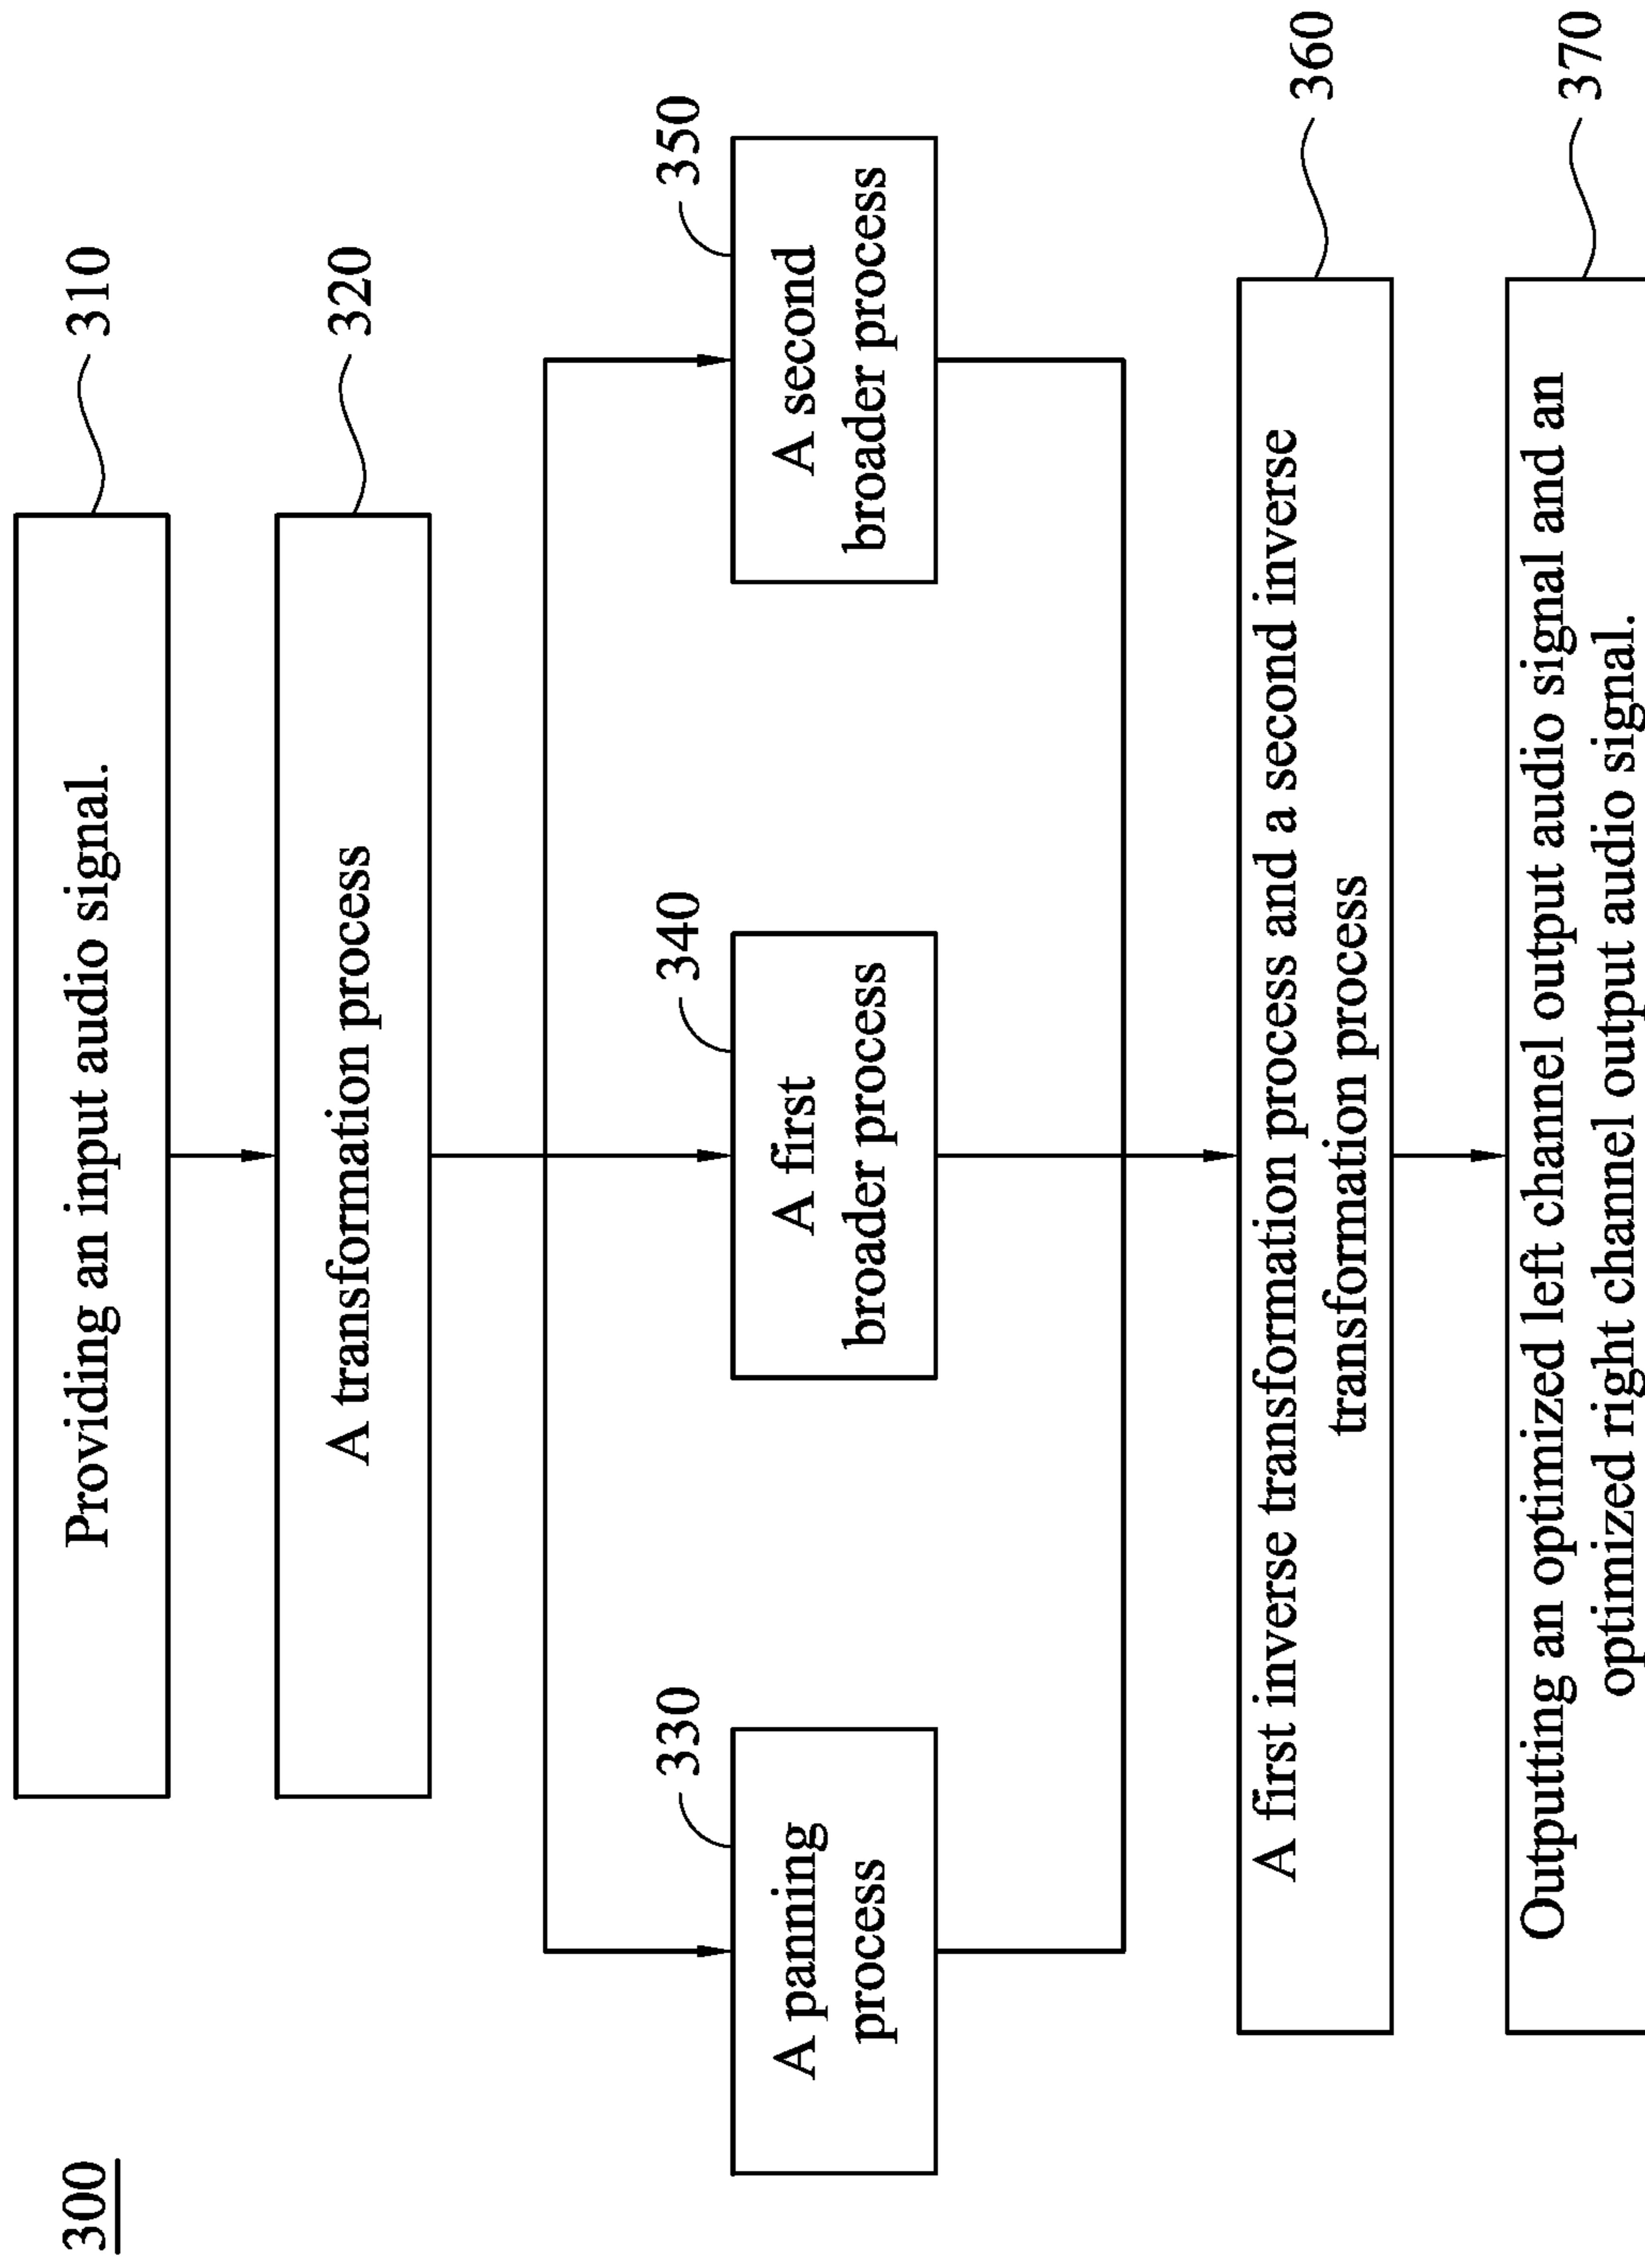 300
310
Providing an input audio signal.
320
A transformation process
330
A panning
process
340
A first
broader process
350
A second
broader process
360
A first inverse transformation process and a second inverse
transformation process
370
Outputting an optimized left channel output audio signal and an
optimized right channel output audio signal.